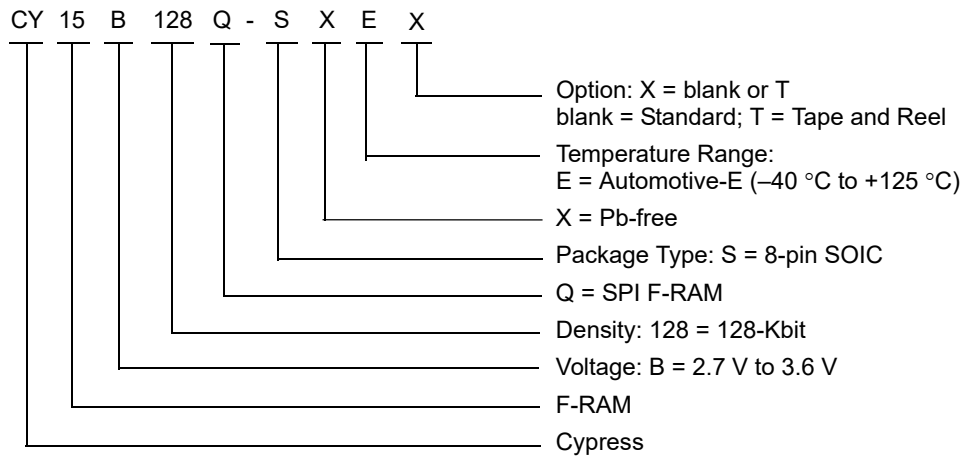 CY 15 B 128 Q - S X E X
Option: X = blank or T
blank = Standard; T = Tape and Reel
Temperature Range:
E = Automotive-E (–40 °C to +125 °C)
X = Pb-free
Package Type: S = 8-pin SOIC
Q = SPI F-RAM
Density: 128 = 128-Kbit
Voltage: B = 2.7 V to 3.6 V
F-RAM
Cypress